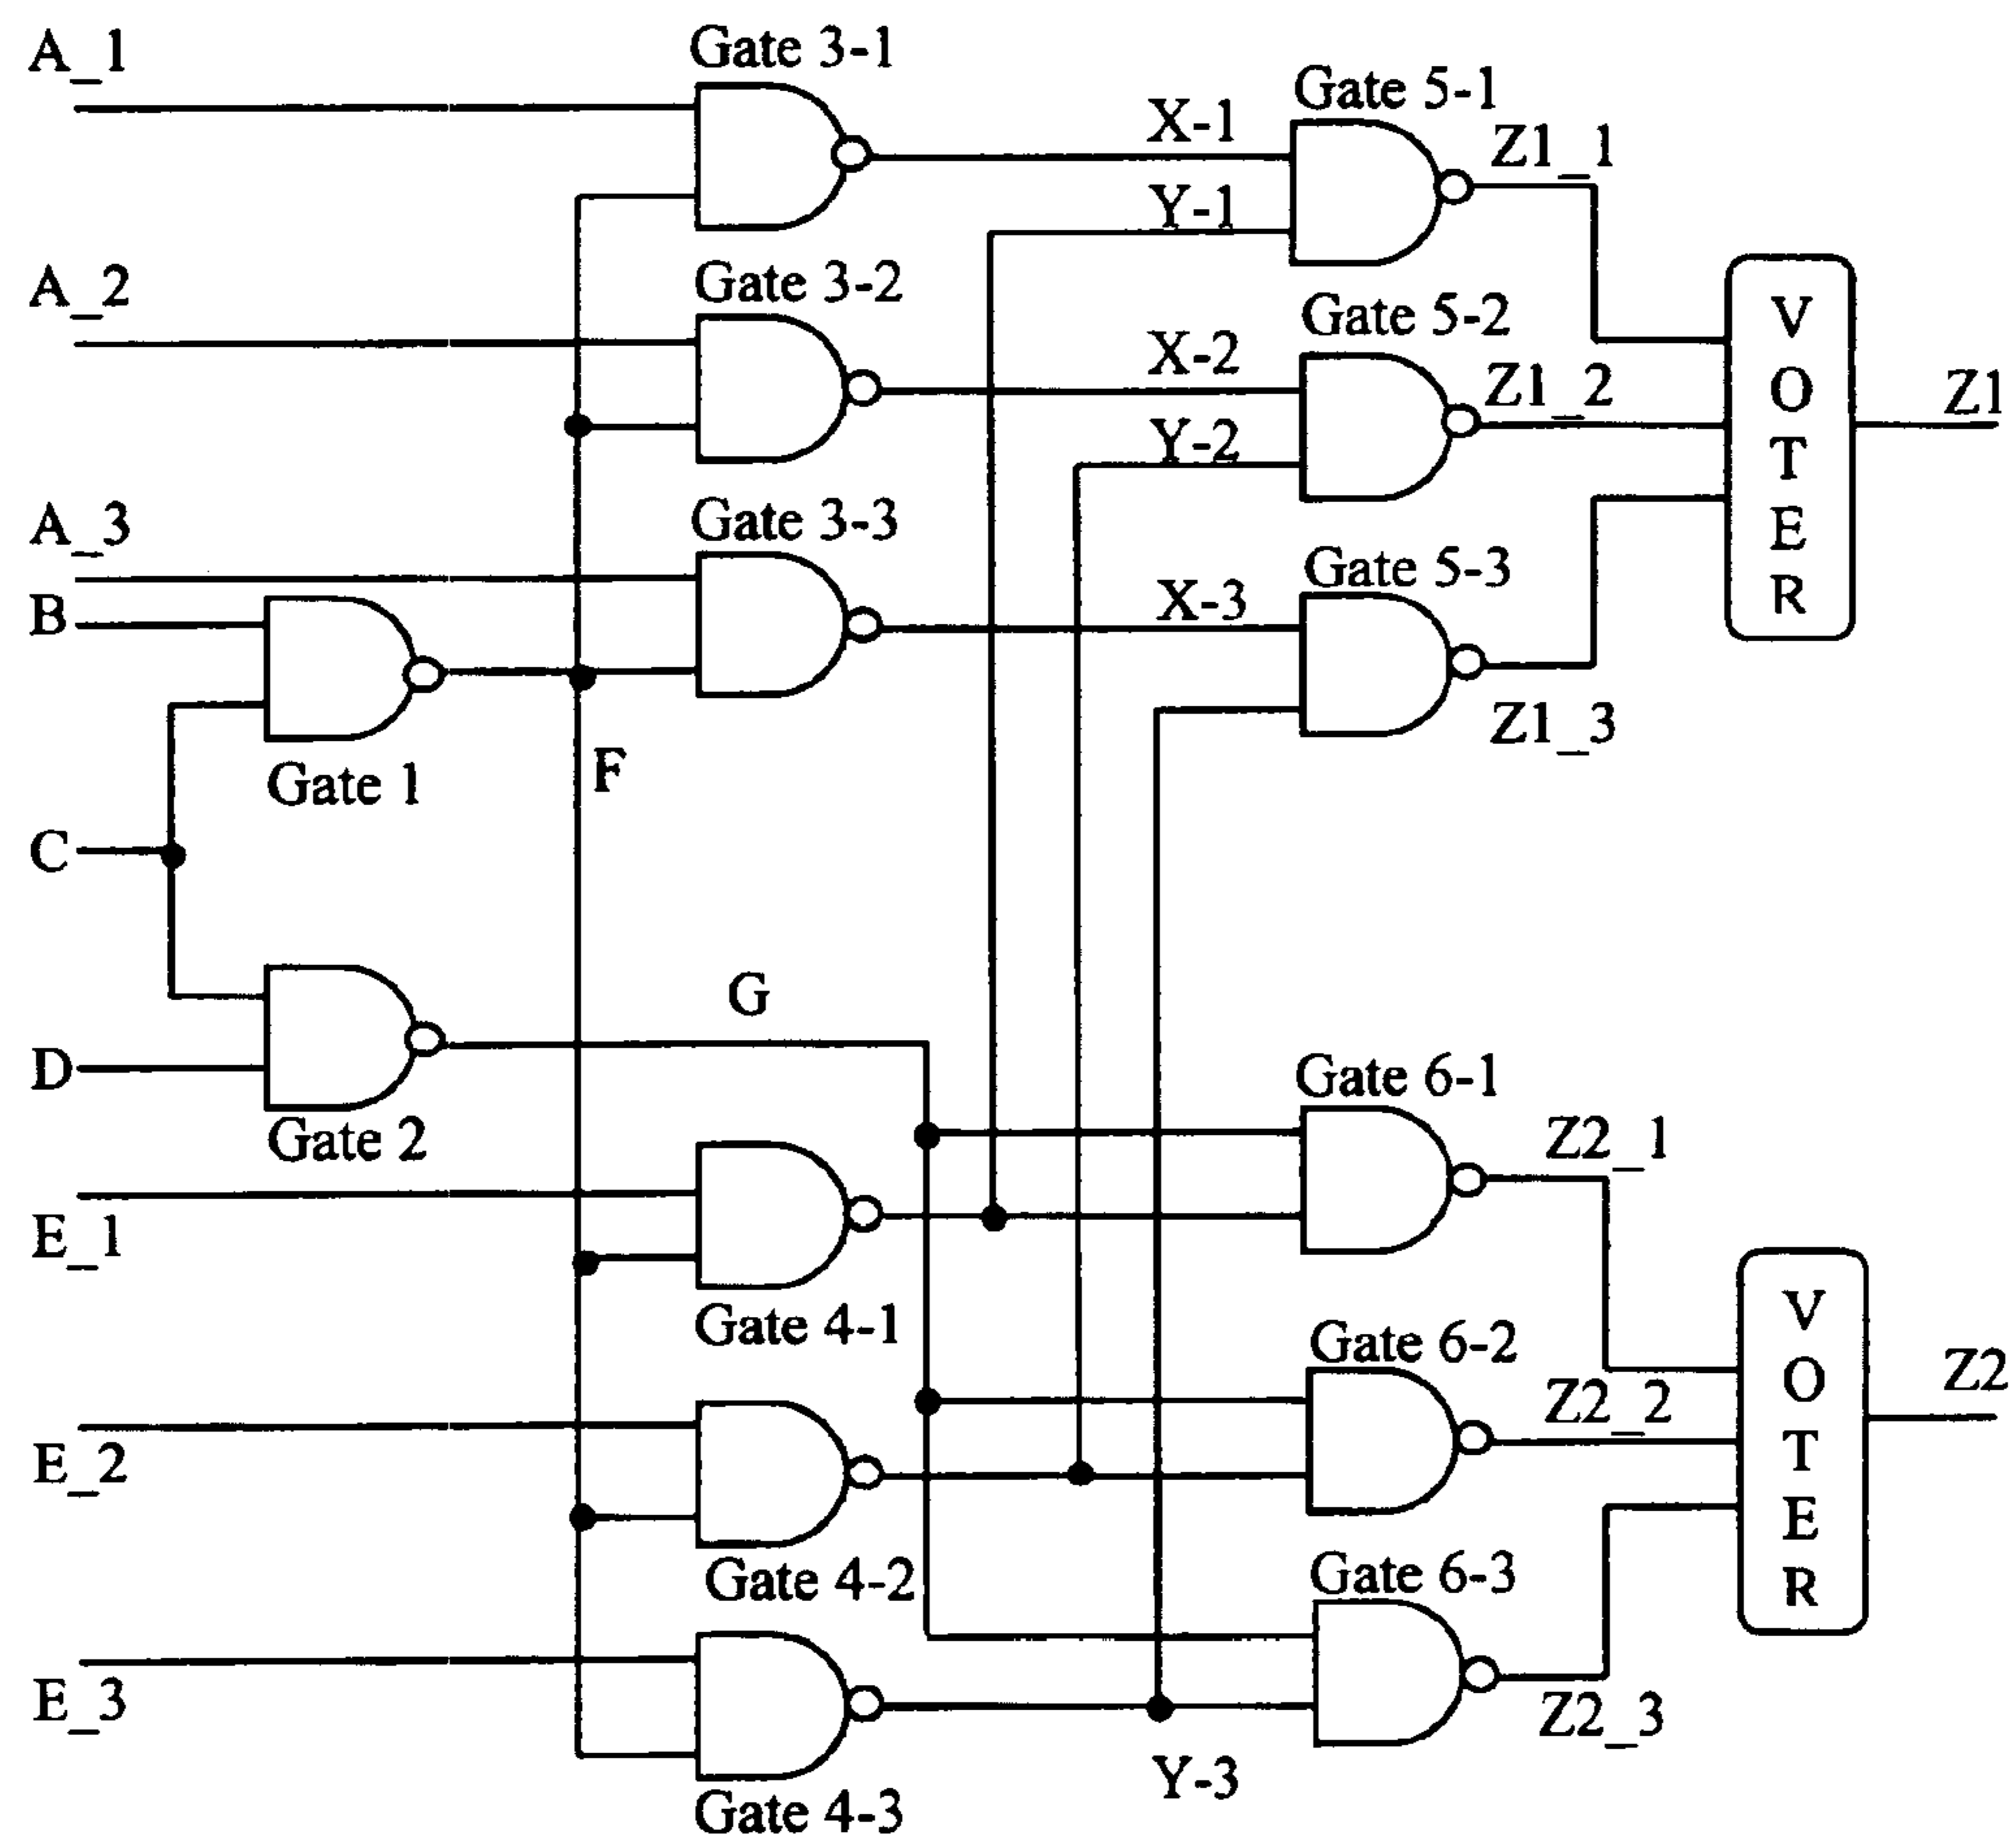 A_1
Gate 3-1
X-1
Gate 5-1
Z1_1
Y-1
A_2
Gate 3-2
X-2
Gate 5-2
Z1_2
Y-2
VOTER
Z1
A_3
Gate 3-3
X-3
Gate 5-3
Z1_3
B
Gate 1
F
C
G
D
Gate 2
Gate 6-1
Z2_1
E_1
Gate 4-1
Gate 6-2
Z2_2
VOTER
Z2
E_2
Gate 4-2
Gate 6-3
Z2_3
E_3
Y-3
Gate 4-3